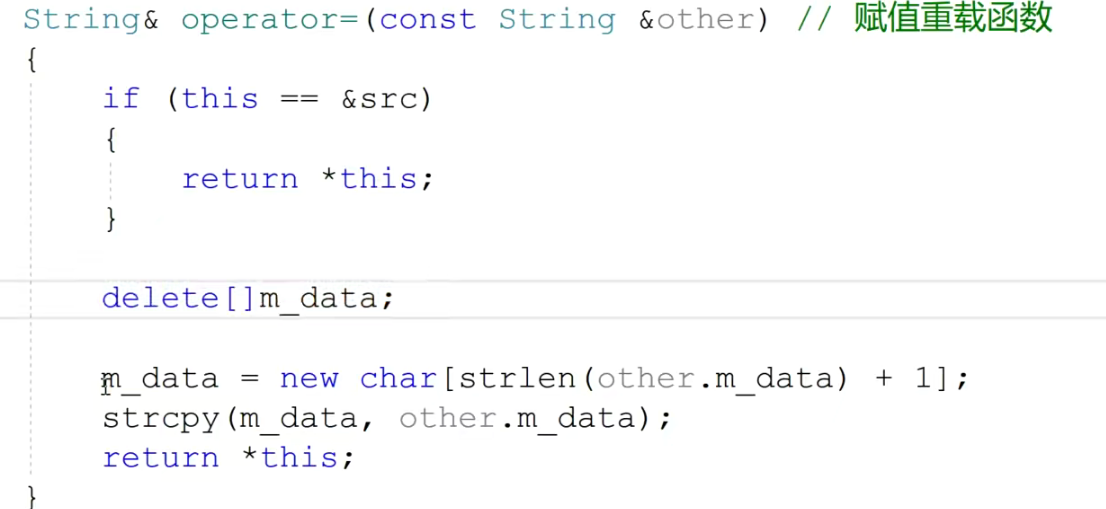 String& operator=(const String &other) // 赋值重载函数
{
if (this == &src)
{
return *this;
}
delete[]m_data;
m_data = new char[strlen(other.m_data) + 1];
strcpy(m_data, other.m_data);
return *this;
}